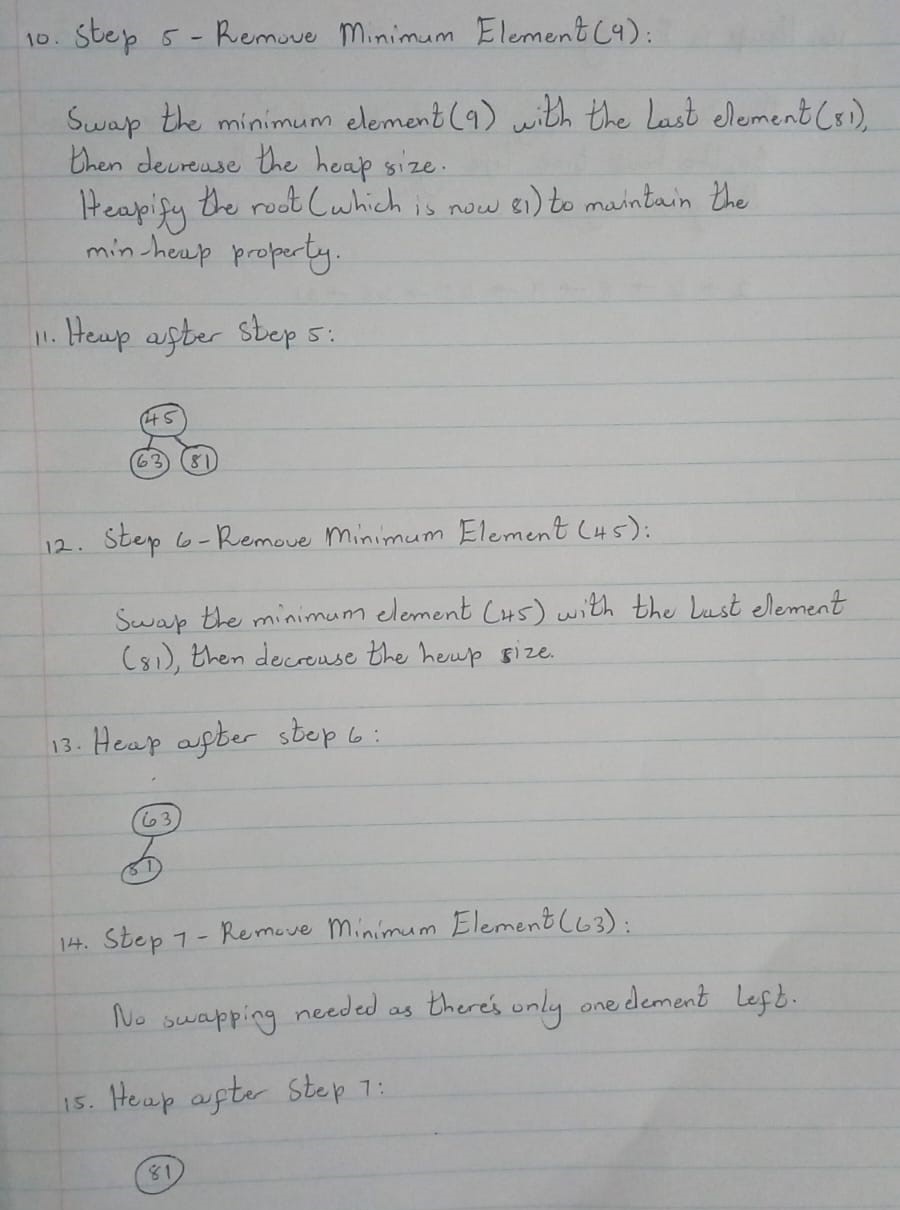 10. Step 5 - Remove Minimum Element (9):
Swap the minimum element (9) with the last element (81),
then decrease the heap size.
Heapify the root (which is now 81) to maintain the
min-heap property.
11. Heap after Step 5:
45
63 81
12. Step 6 - Remove Minimum Element (45):
Swap the minimum element (45) with the last element
(81), then decrease the heap size.
13. Heap after step 6:
63
81
14. Step 7 - Remove Minimum Element (63):
No swapping needed as there's only one element left.
15. Heap after Step 7:
81